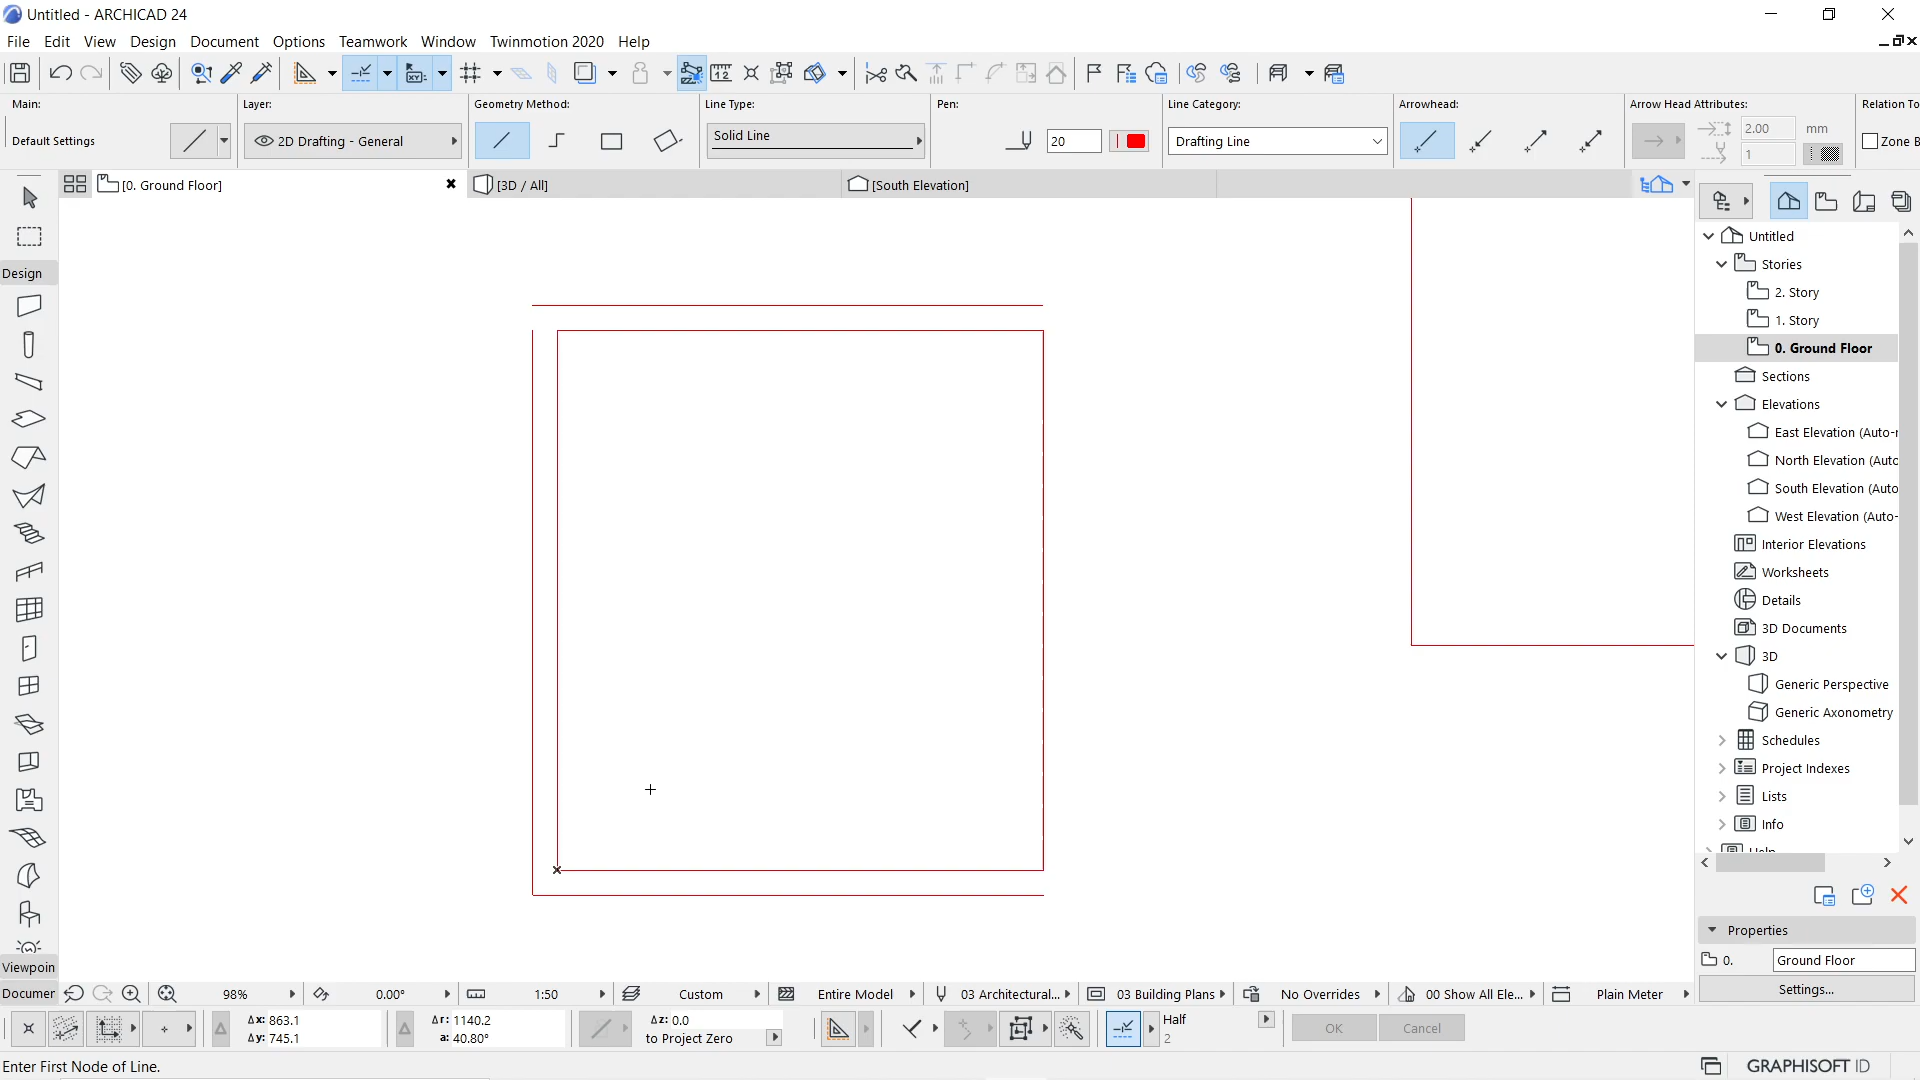 Untitled - ARCHICAD 24
File Edit View Design Document Options Teamwork Window Twinmotion 2020 Help
Main: Layer: Geometry Method: Line Type: Pen: Line Category: Arrowhead: Arrow Head Attributes: Relation To
Default Settings 2D Drafting - General Solid Line 20 Drafting Line 2.00 mm 1 Zone B
[0. Ground Floor] [3D / All] [South Elevation]
Design
Viewpoin
Documer
Untitled
Stories
2. Story
1. Story
0. Ground Floor
Sections
Elevations
East Elevation (Auto-r
North Elevation (Autc
South Elevation (Auto
West Elevation (Auto-
Interior Elevations
Worksheets
Details
3D Documents
3D
Generic Perspective
Generic Axonometry
Schedules
Project Indexes
Lists
Info
Help
Properties
0. Ground Floor
Settings...
98% 0.00° 1:50 Custom Entire Model 03 Architectural... 03 Building Plans No Overrides 00 Show All Ele... Plain Meter
Δx: 863.1 Δr: 1140.2 Δz: 0.0 Half
Δy: 745.1 a: 40.80° to Project Zero 2 OK Cancel
Enter First Node of Line. GRAPHISOFT ID